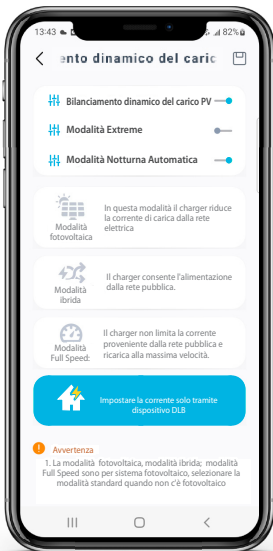 13:43
82%
ento dinamico del caric
Bilanciamento dinamico del carico PV
Modalità Extreme
Modalità Notturna Automatica
In questa modalità il charger riduce
la corrente di carica dalla rete
elettrica
Modalità
fotovoltaica
Il charger consente l'alimentazione
dalla rete pubblica.
Modalità
ibrida
Il charger non limita la corrente
proveniente dalla rete pubblica e
ricarica alla massima velocità.
Modalità
Full Speed:
Impostare la corrente solo tramite
dispositivo DLB
Avvertenza
1. La modalità fotovoltaica, modalità ibrida; modalità
Full Speed sono per sistema fotovoltaico, selezionare la
modalità standard quando non c'è fotovoltaico